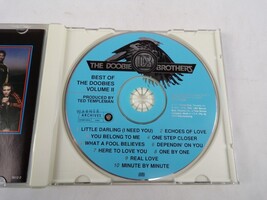 THE DOOBIE BROTHERS
BEST OF
THE DOOBIES
VOLUME II
PRODUCED BY
TED TEMPLEMAN
LITTLE DARLING (I NEED YOU) / ECHOES OF LOVE
YOU BELONG TO ME / ONE STEP CLOSER
WHAT A FOOL BELIEVES / DEPENDIN' ON YOU
HERE TO LOVE YOU / ONE BY ONE
REAL LOVE
10 MINUTE BY MINUTE